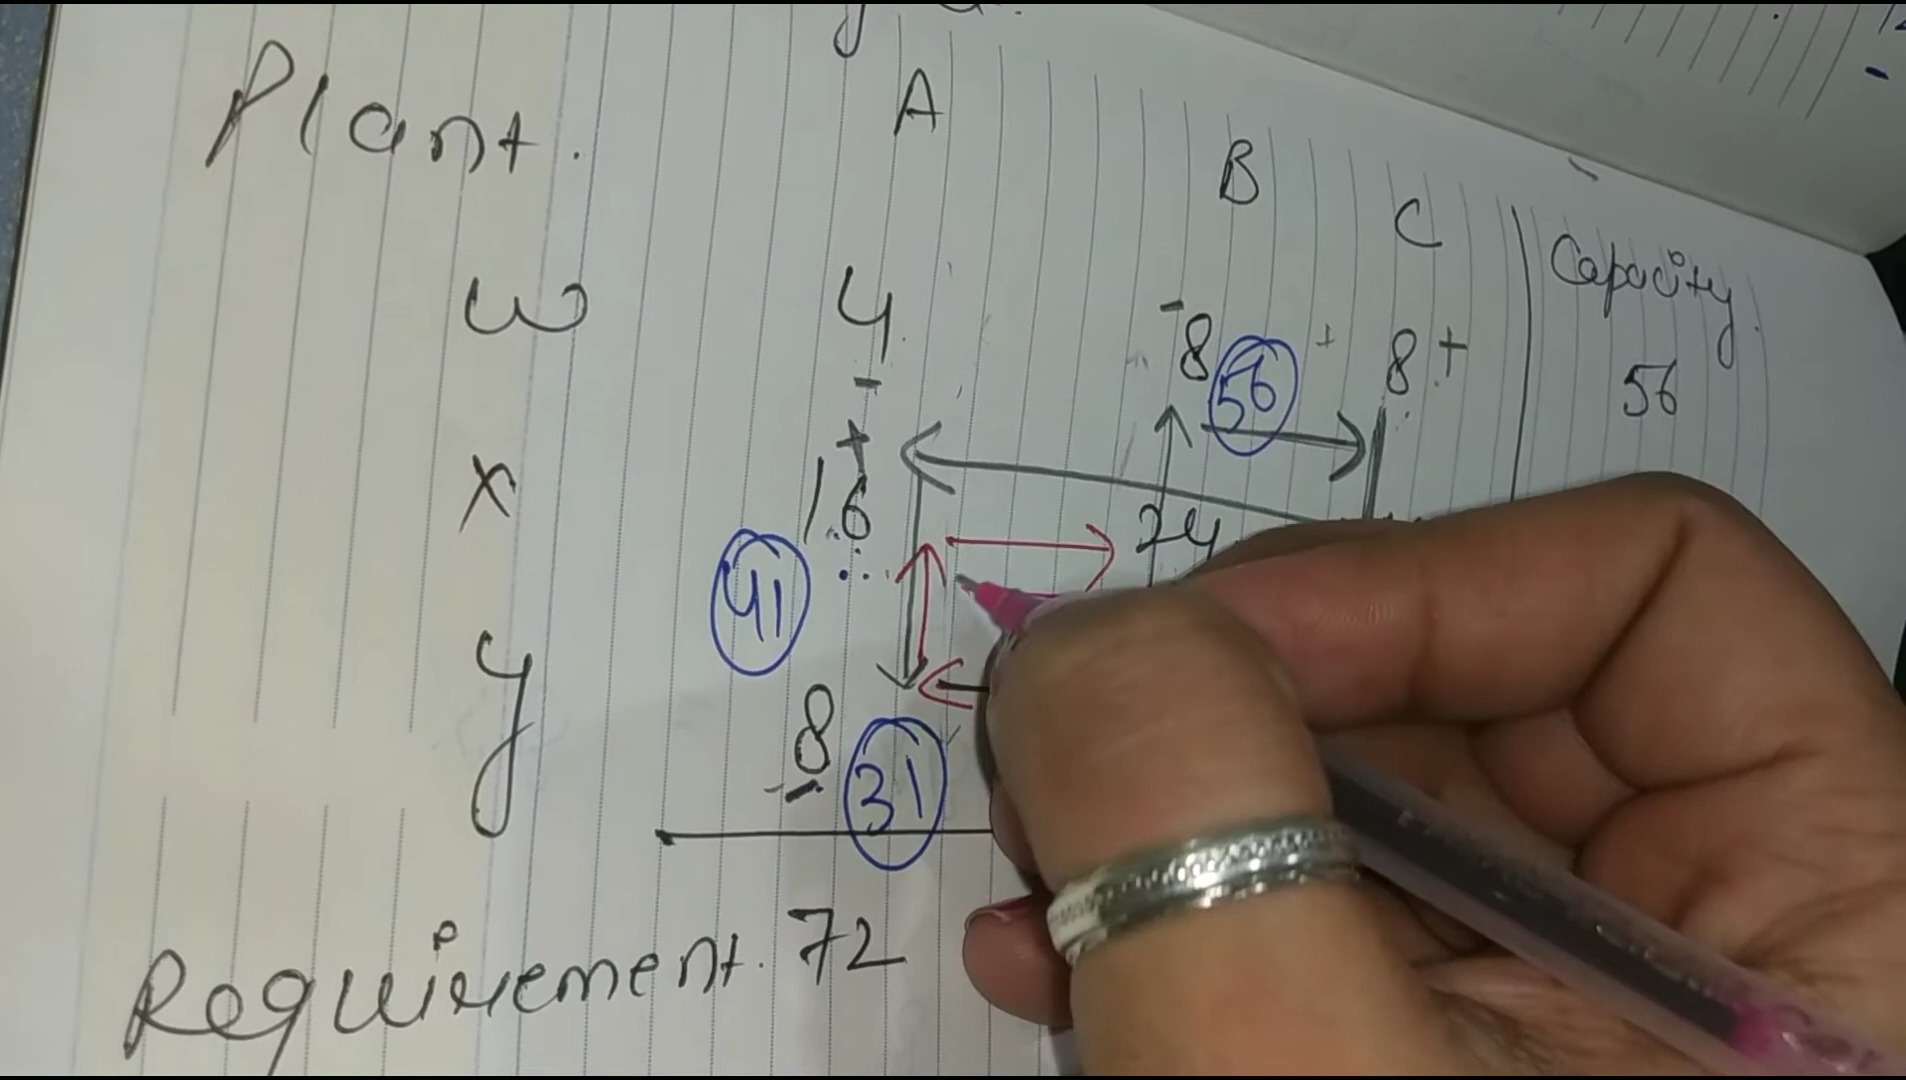 Plant. A B C Capacity.
w 4 -8 56 + 8+ 56
-
+
x 16 24
41
y 8 31
-
Requirement. 72